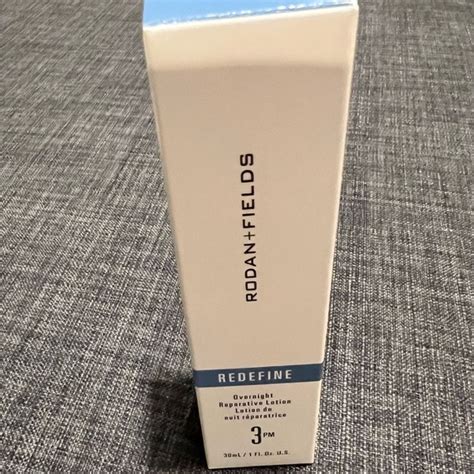 RODAN+FIELDS
REDEFINE
Overnight
Reparative Lotion
Lotion de
nuit réparatrice
3PM
30mL / 1 Fl. Oz. U.S.